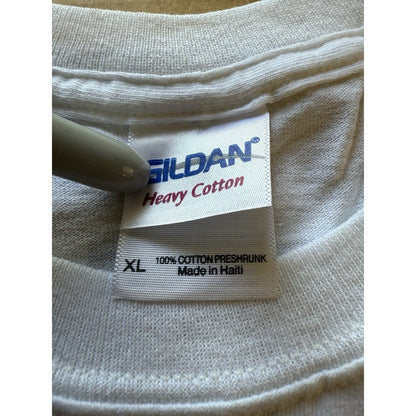 GILDAN®
Heavy Cotton
XL 100% COTTON PRESHRUNK
Made in Haiti